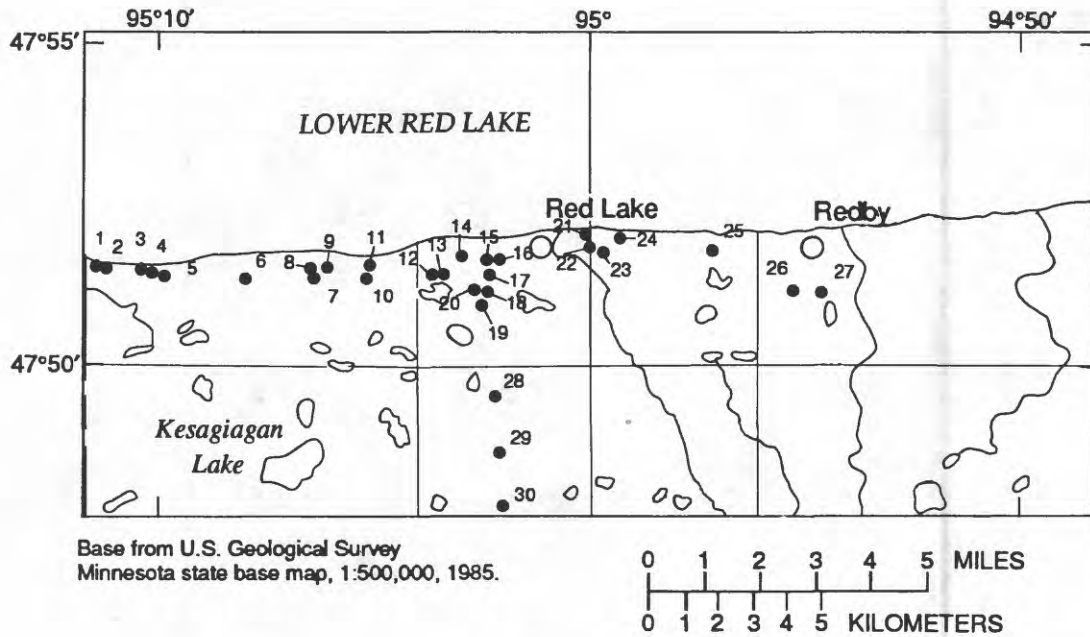 95°10′ 95° 94°50′
47°55′
LOWER RED LAKE
Red Lake Redby
1 2 3 4 5 6 8 9 7 11 10 12 13 14 15 16 17 18 20 19 21 22 23 24 25 26 27
47°50′
28
Kesagiagan
Lake
29
30
Base from U.S. Geological Survey
Minnesota state base map, 1:500,000, 1985.
0 1 2 3 4 5 MILES
0 1 2 3 4 5 KILOMETERS